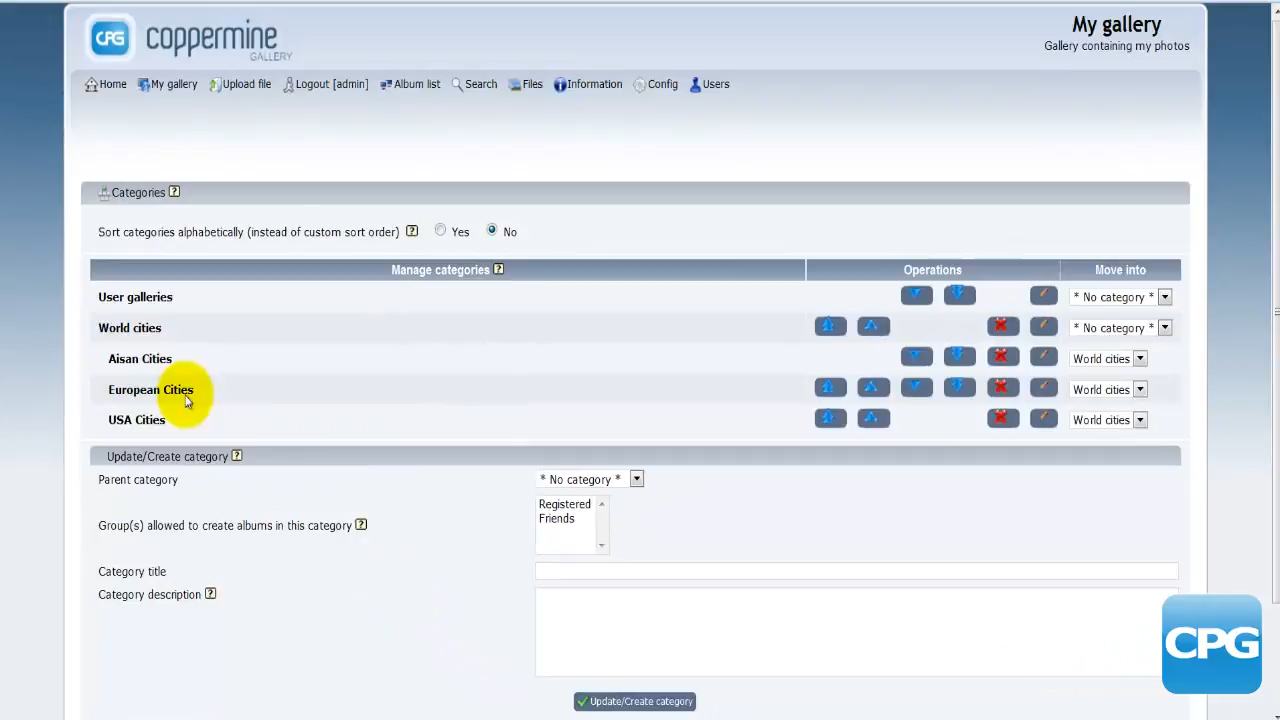 CPG coppermine GALLERY
My gallery
Gallery containing my photos
Home My gallery Upload file Logout [admin] Album list Search Files Information Config Users
Categories ?
Sort categories alphabetically (instead of custom sort order) ? Yes No
Manage categories ? Operations Move into
User galleries * No category *
World cities * No category *
Aisan Cities World cities
European Cities World cities
USA Cities World cities
Update/Create category ?
Parent category * No category *
Group(s) allowed to create albums in this category ? Registered
Friends
Category title
Category description ?
Update/Create category
CPG